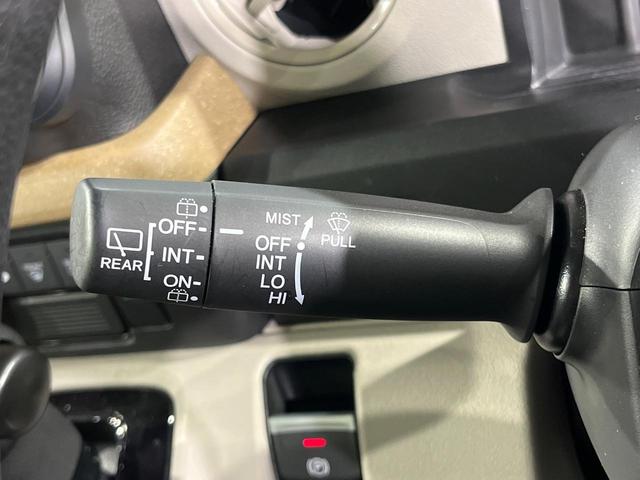 OFF
INT
ON
REAR
MIST
OFF
INT
LO
HI
PULL